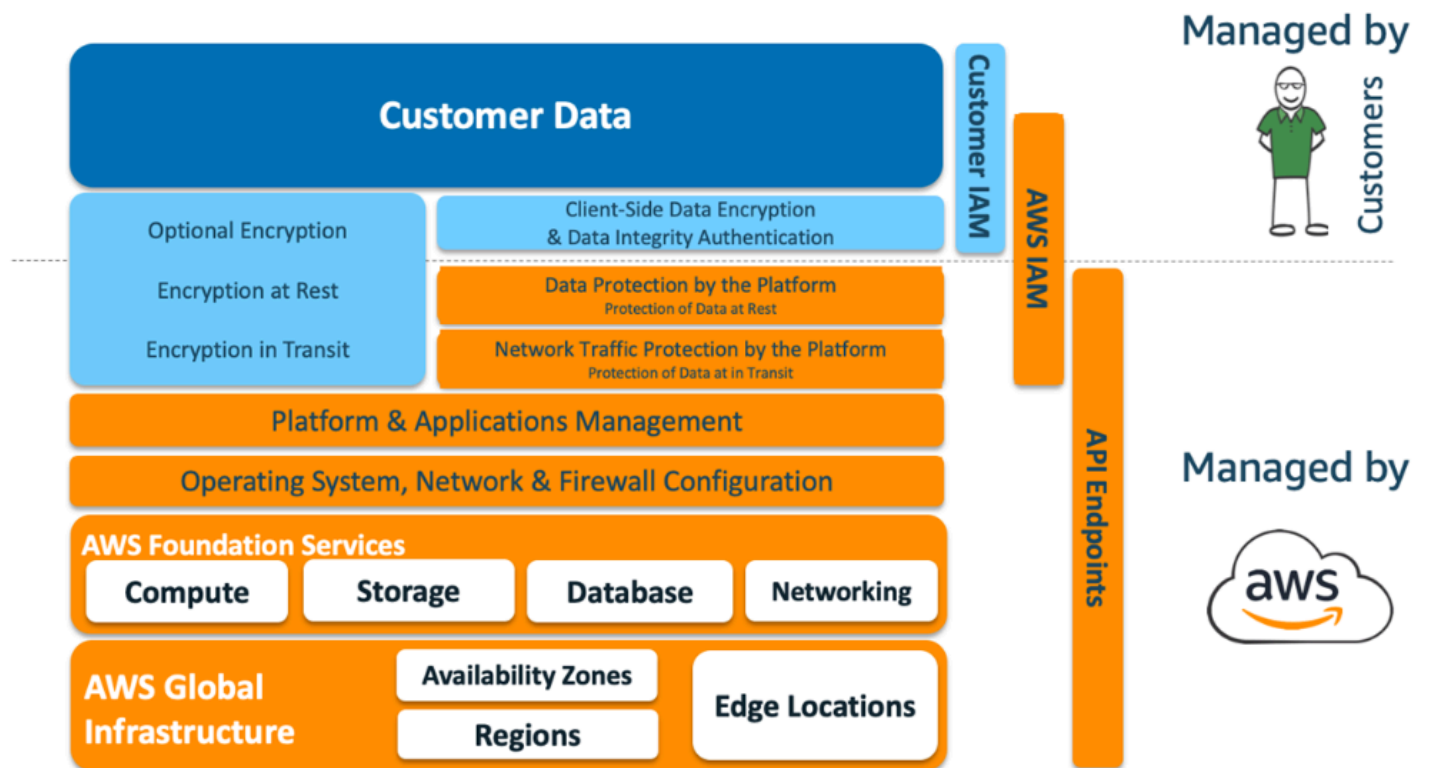 Managed by
Customers
Customer Data
Customer IAM
AWS IAM
Optional Encryption
Client-Side Data Encryption
& Data Integrity Authentication
Encryption at Rest
Data Protection by the Platform
Protection of Data at Rest
Encryption in Transit
Network Traffic Protection by the Platform
Protection of Data at in Transit
Platform & Applications Management
Operating System, Network & Firewall Configuration
API Endpoints
Managed by
aws
AWS Foundation Services
Compute
Storage
Database
Networking
AWS Global
Infrastructure
Availability Zones
Regions
Edge Locations